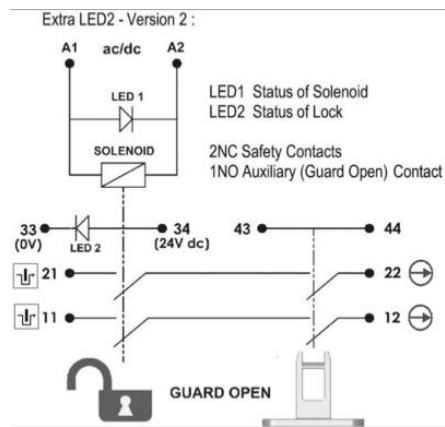 Extra LED2 - Version 2 :
A1 ac/dc A2
LED 1
LED1 Status of Solenoid
LED2 Status of Lock
SOLENOID
2NC Safety Contacts
1NO Auxiliary (Guard Open) Contact
33 34 43 44
(0V) LED 2 (24V dc)
21 22
11 12
GUARD OPEN